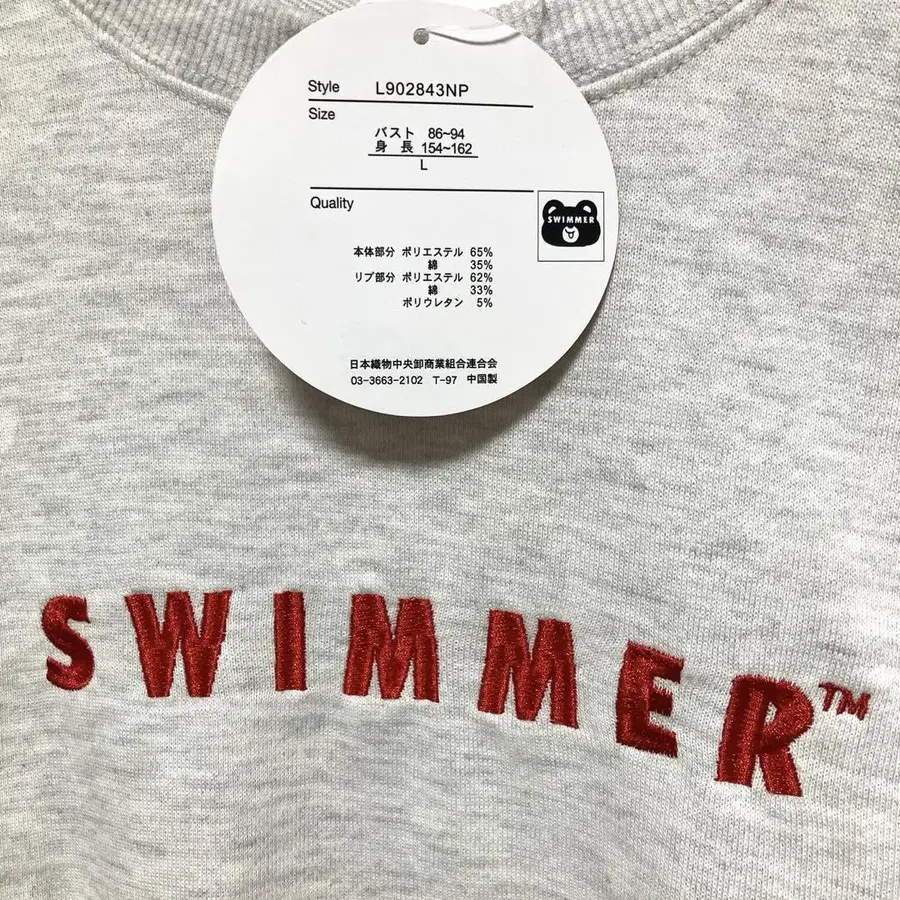 Style L902843NP
Size
バスト 86~94
身 長 154~162
L
Quality
SWIMMER
本体部分 ポリエステル 65%
綿 35%
リブ部分 ポリエステル 62%
綿 33%
ポリウレタン 5%
日本織物中央卸商業組合連合会
03-3663-2102 T-97 中国製
SWIMMER™